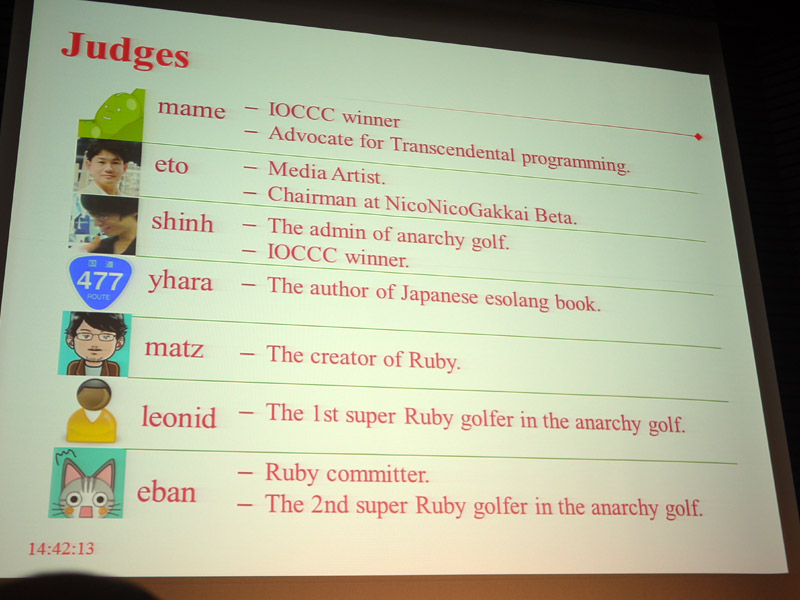 Judges
mame – IOCCC winner
– Advocate for Transcendental programming.
eto – Media Artist.
– Chairman at NicoNicoGakkai Beta.
shinh – The admin of anarchy golf.
– IOCCC winner.
国道
477
ROUTE
yhara – The author of Japanese esolang book.
matz – The creator of Ruby.
leonid – The 1st super Ruby golfer in the anarchy golf.
eban – Ruby committer.
– The 2nd super Ruby golfer in the anarchy golf.
14:42:13